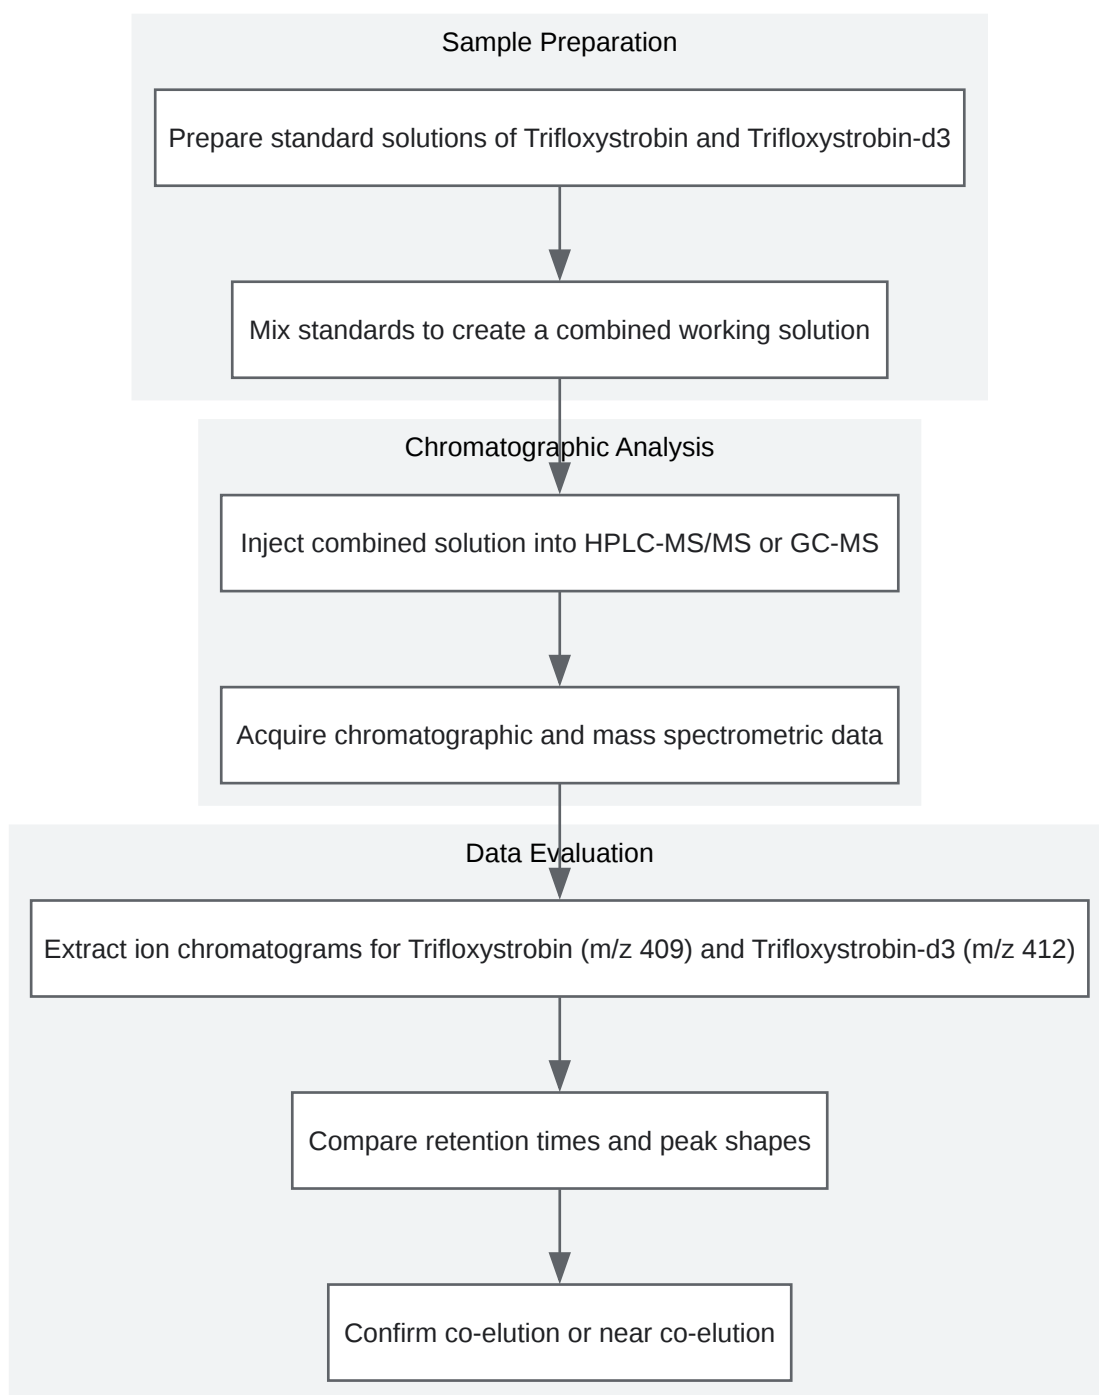 Sample Preparation
Prepare standard solutions of Trifloxystrobin and Trifloxystrobin-d3
Mix standards to create a combined working solution
Chromatographic Analysis
Inject combined solution into HPLC-MS/MS or GC-MS
Acquire chromatographic and mass spectrometric data
Data Evaluation
Extract ion chromatograms for Trifloxystrobin (m/z 409) and Trifloxystrobin-d3 (m/z 412)
Compare retention times and peak shapes
Confirm co-elution or near co-elution